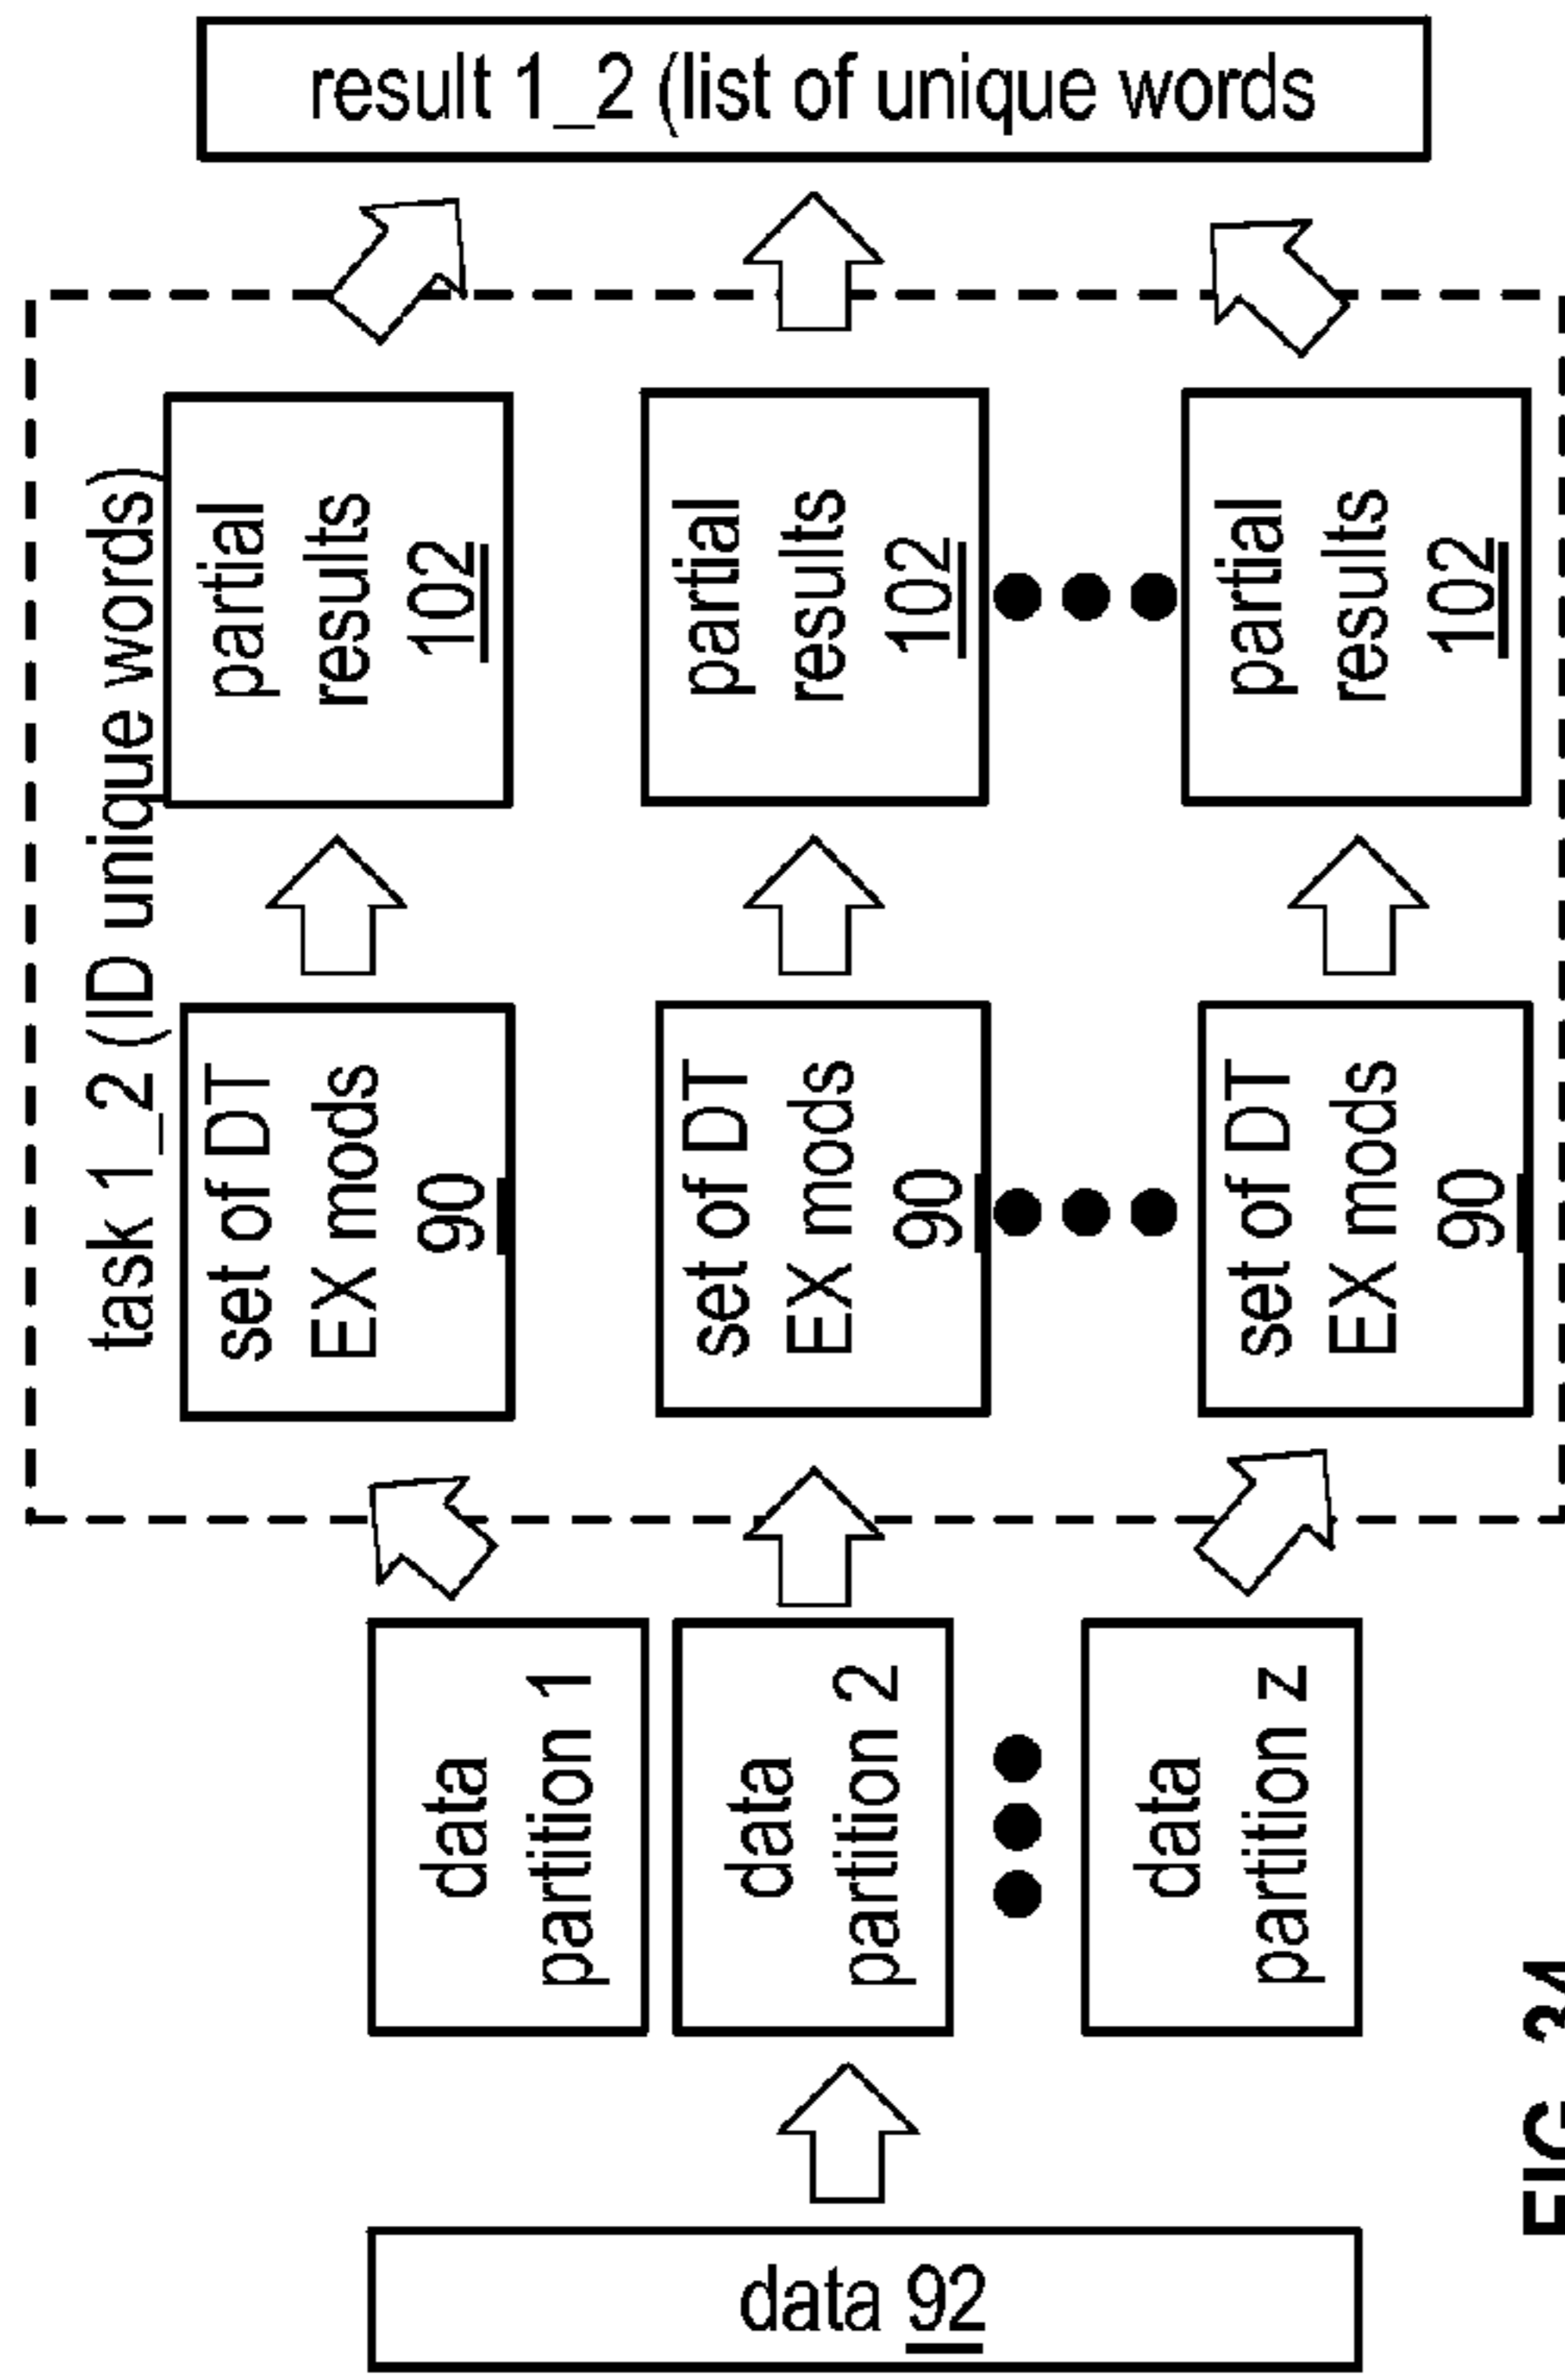 result 1_2 (list of unique words
task 1_2 (ID unique words)
partial
results
102
partial
results
102
partial
results
102
set of DT
EX mods
90
set of DT
EX mods
90
set of DT
EX mods
90
data
partition 1
data
partition 2
data
partition z
data 92